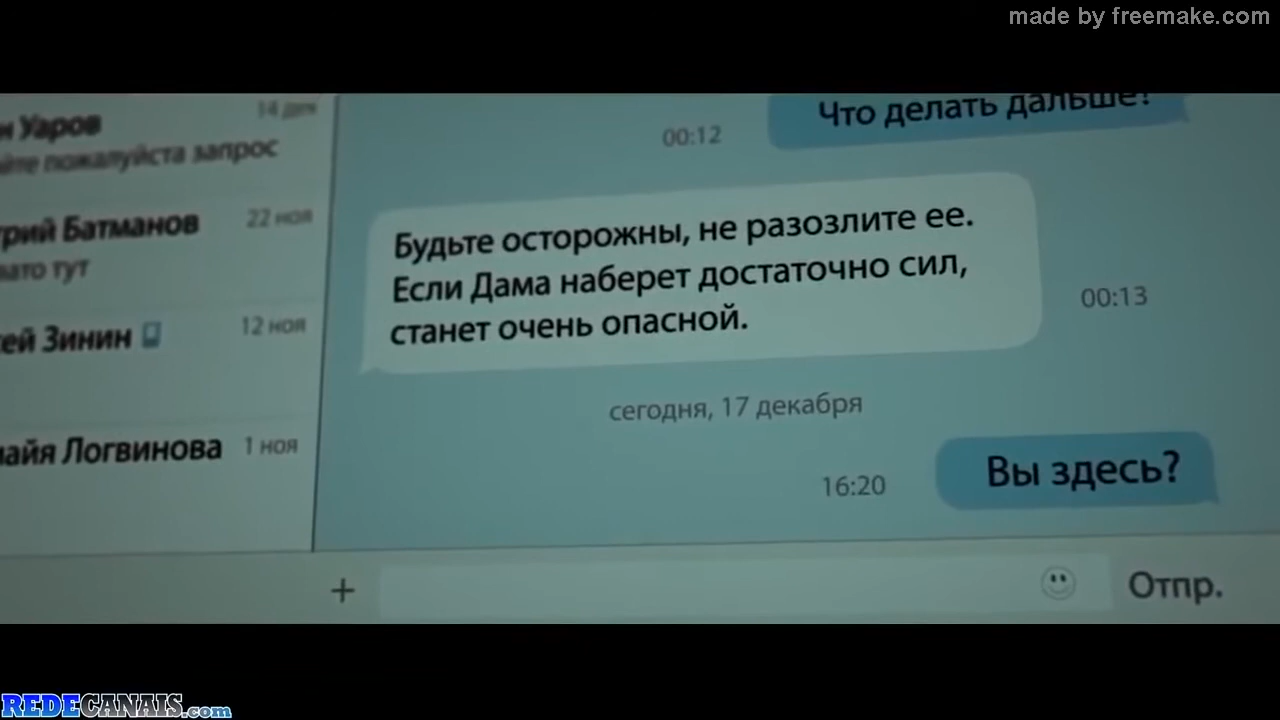 made by freemake.com
Уаров
14 дек
пожалуйста запрос
Батманов
22 ноя
тут
Зинин
12 ноя
Логвинова
1 ноя
Что делать дальше?
00:12
Будьте осторожны, не разозлите ее.
Если Дама наберет достаточно сил,
станет очень опасной.
00:13
сегодня, 17 декабря
Вы здесь?
16:20
+
Отпр.
REDECANAIS.com